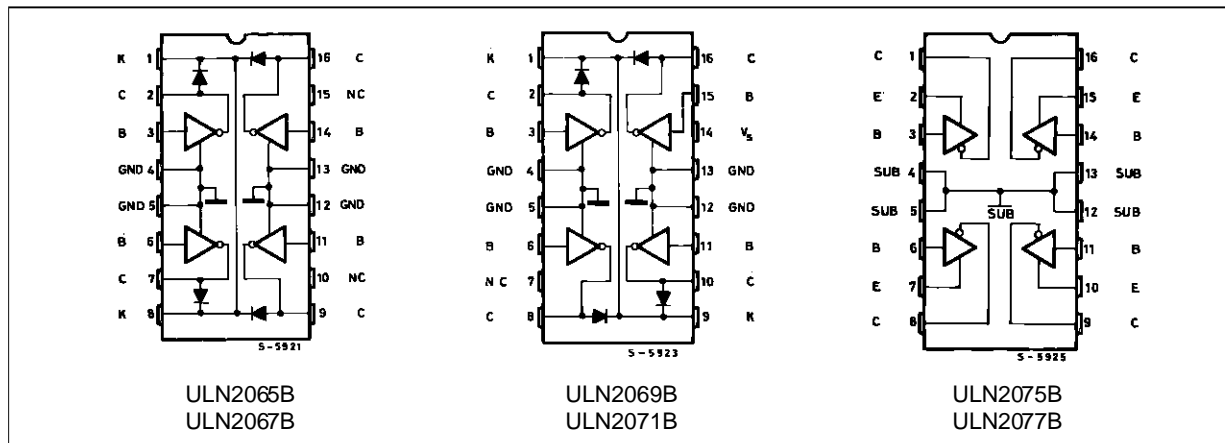 K 1 16 C
C 2 15 NC
B 3 14 B
GND 4 13 GND
GND 5 12 GND
B 6 11 B
C 7 10 NC
K 8 9 C
S-5921
ULN2065B
ULN2067B
K 1 16 C
C 2 15 B
B 3 14 Vs
GND 4 13 GND
GND 5 12 GND
B 6 11 B
NC 7 10 C
C 8 9 K
S-5923
ULN2069B
ULN2071B
C 1 16 C
E 2 15 E
B 3 14 B
SUB 4 13 SUB
SUB
SUB 5 12 SUB
B 6 11 B
E 7 10 E
C 8 9 C
S-5925
ULN2075B
ULN2077B